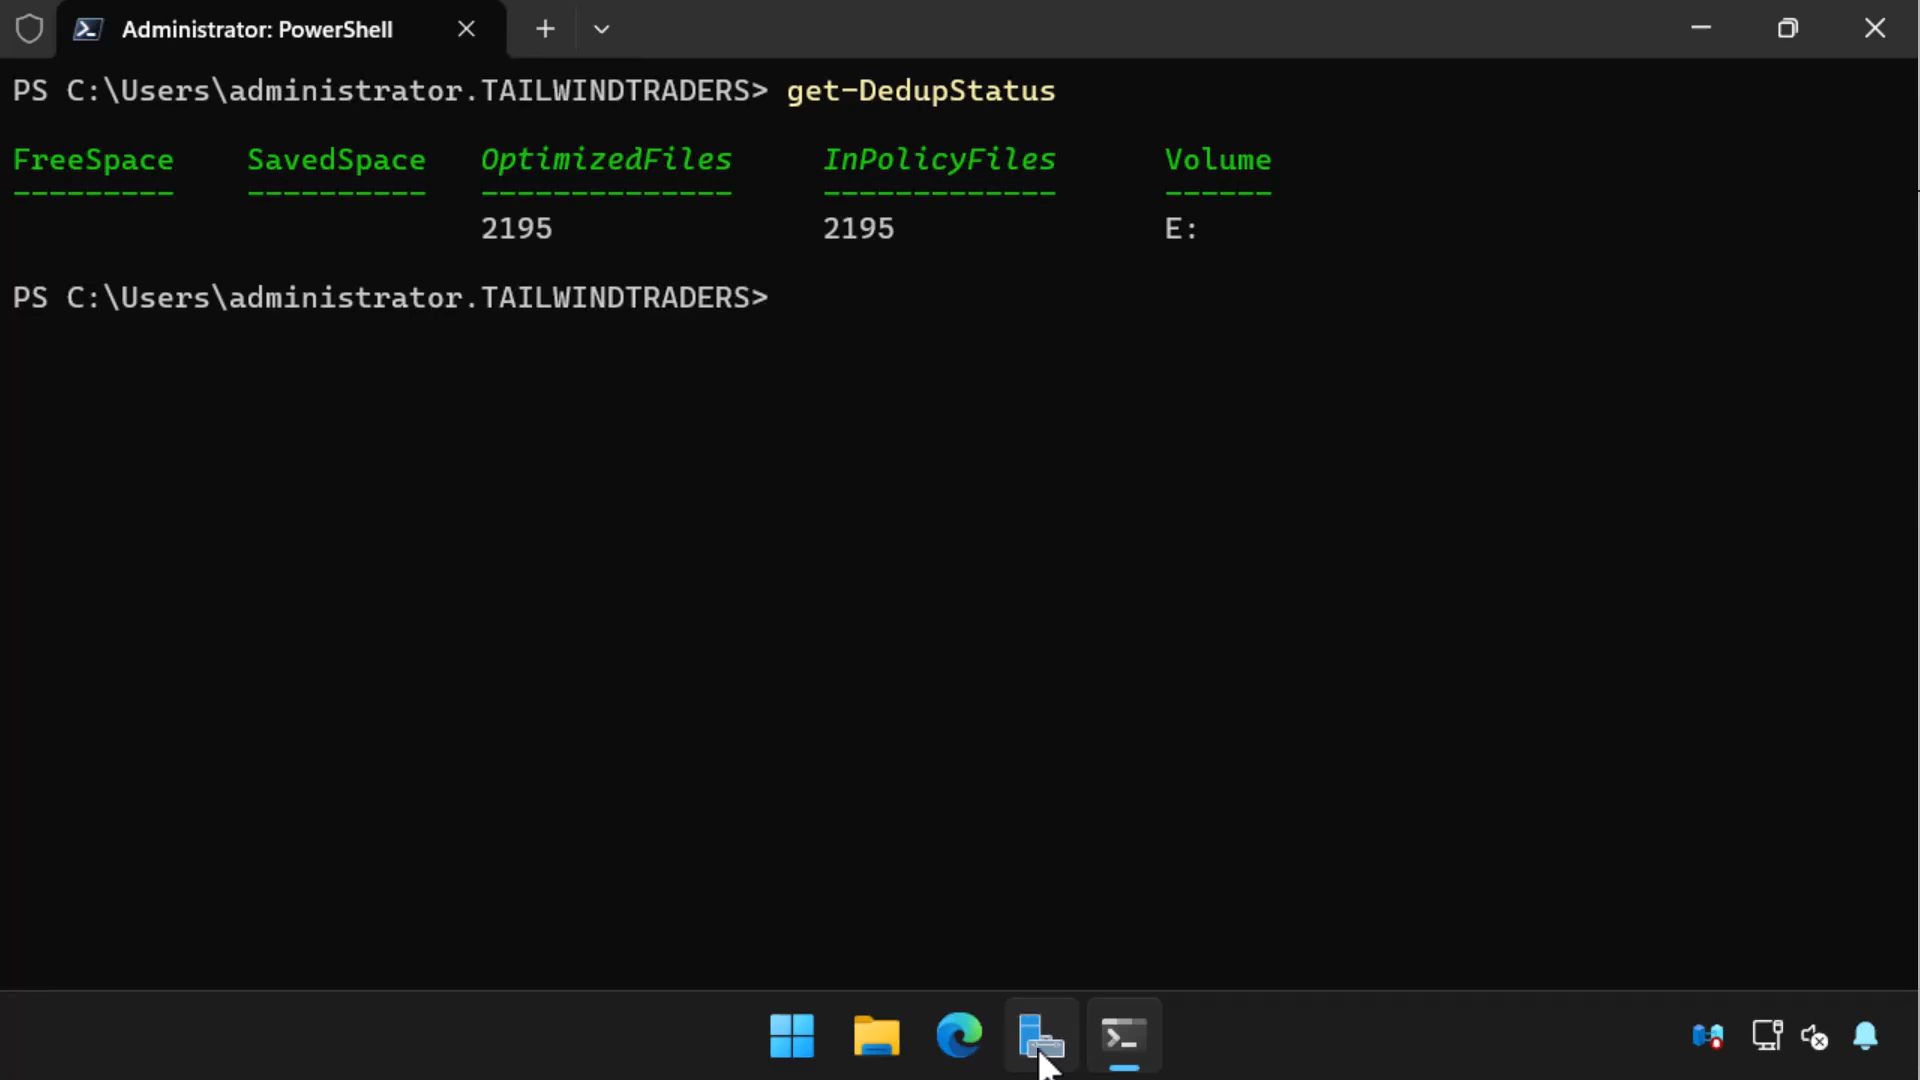 Administrator: PowerShell
PS C:\Users\administrator.TAILWINDTRADERS> get-DedupStatus
FreeSpace    SavedSpace   OptimizedFiles     InPolicyFiles      Volume
---------    ----------   --------------     -------------      ------
                          2195               2195               E:
PS C:\Users\administrator.TAILWINDTRADERS>